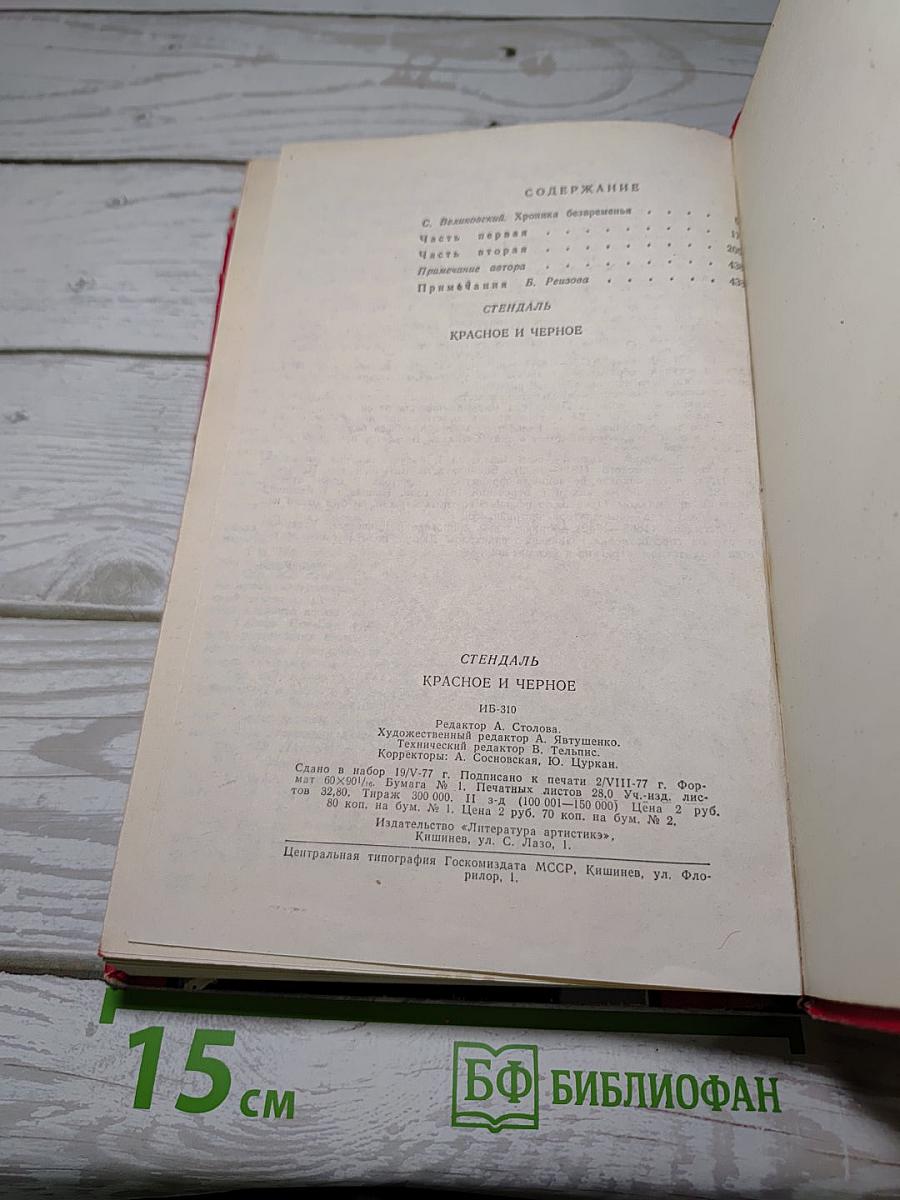 СОДЕРЖАНИЕ
С. Великовский. Хроника безвременья . . . .
Часть первая . . . . . . . . .
Часть вторая . . . . . . . . .
Примечание автора . . . . . . . .
Примечания Б. Реизова . . . . . .
СТЕНДАЛЬ
КРАСНОЕ И ЧЕРНОЕ
СТЕНДАЛЬ
КРАСНОЕ И ЧЕРНОЕ
ИБ-310
Редактор А. Столова.
Художественный редактор А. Явтушенко.
Технический редактор В. Тельпис.
Корректоры: А. Сосновская, Ю. Цуркан.
Сдано в набор 19/V-77 г. Подписано к печати 2/VIII-77 г. Фор-
мат 60×90¹/₁₆. Бумага № 1. Печатных листов 28,0 Уч.-изд. лис-
тов 32,80. Тираж 300 000. II з-д (100 001—150 000) Цена 2 руб.
80 коп. на бум. № 1. Цена 2 руб. 70 коп. на бум. № 2.
Издательство «Литература артистикэ»,
Кишинев, ул. С. Лазо, 1.
Центральная типография Госкомиздата МССР, Кишинев, ул. Фло-
рилор, 1.
15 см
БФ БИБЛИОФАН